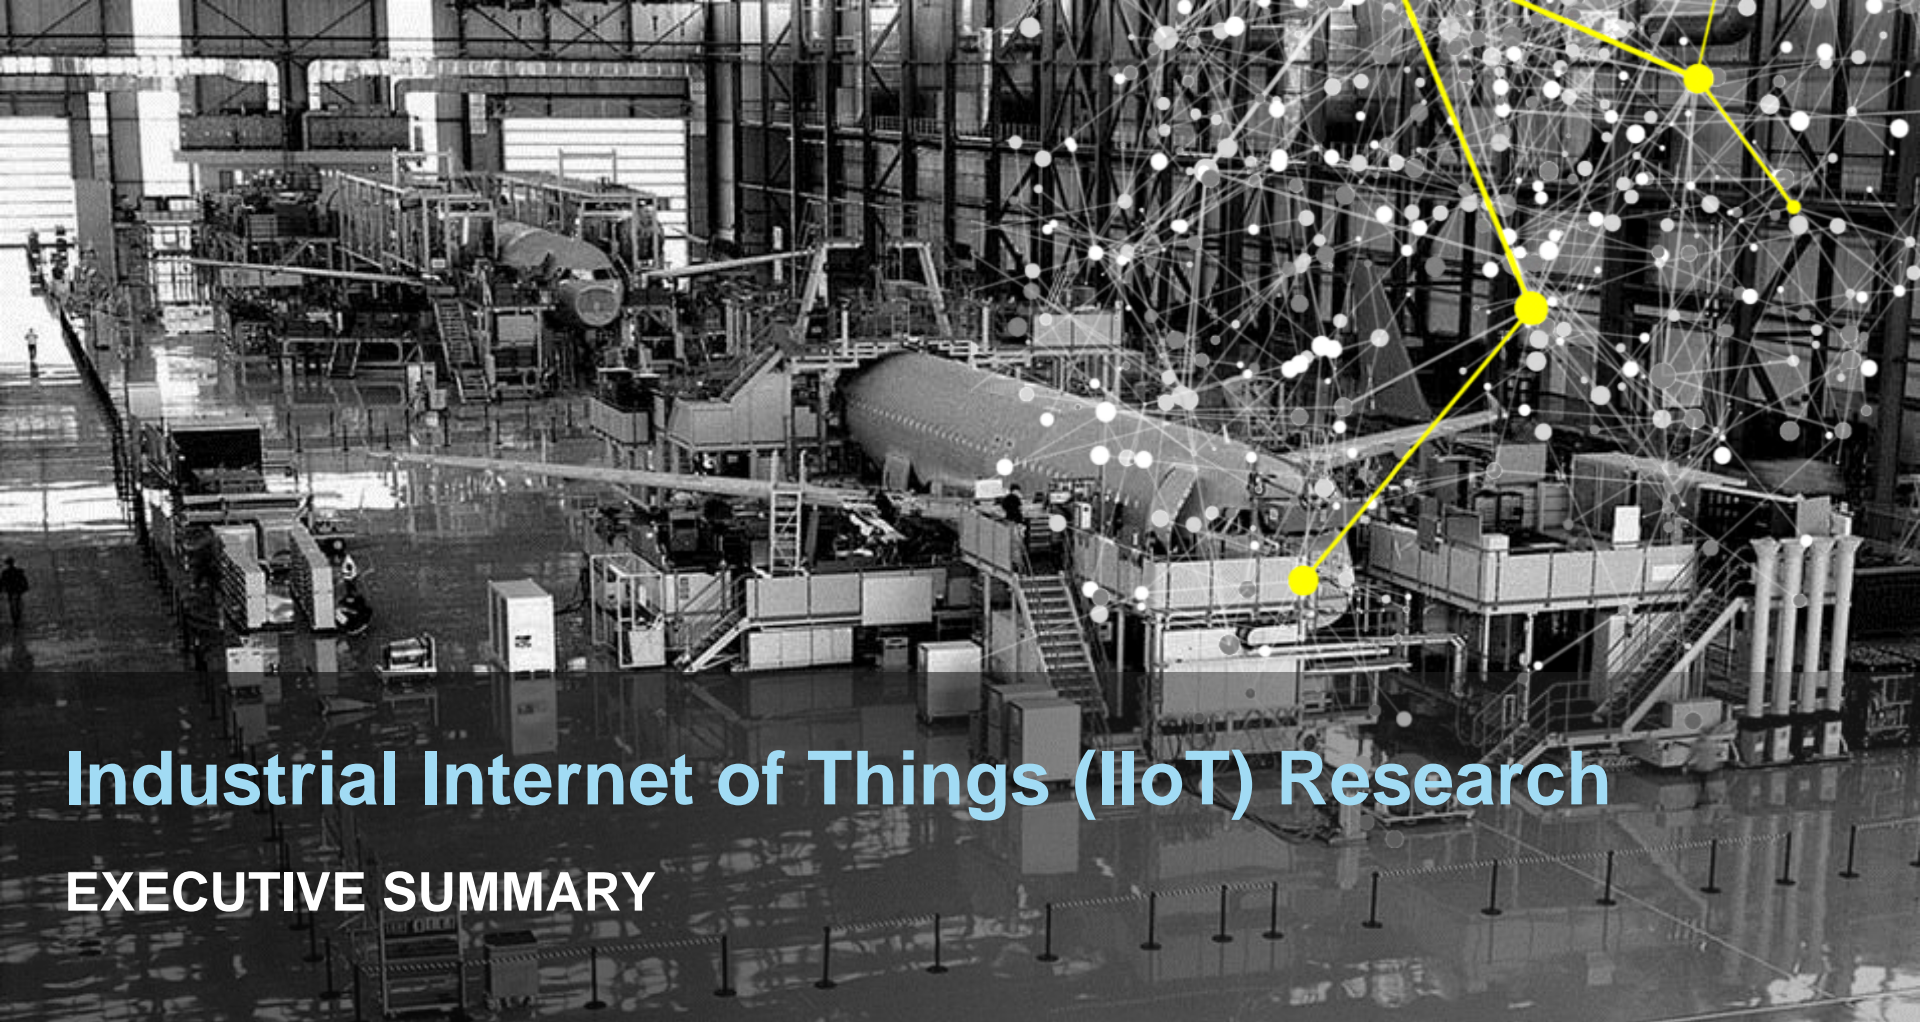 Industrial Internet of Things (IIoT) Research
EXECUTIVE SUMMARY